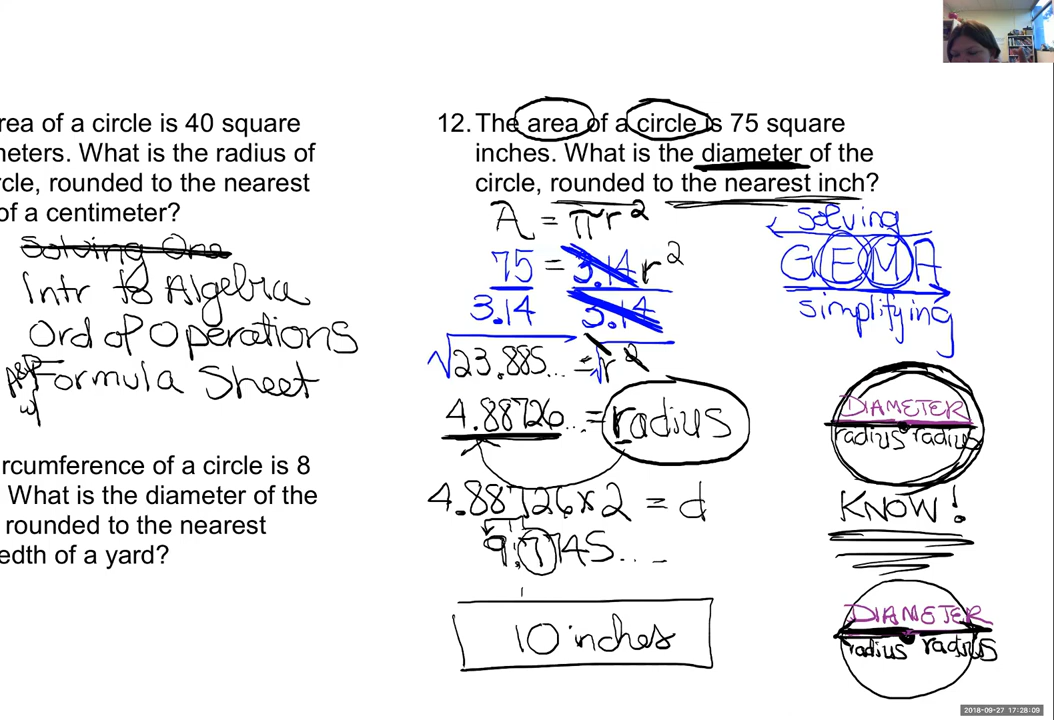 rea of a circle is 40 square
meters. What is the radius of
rcle, rounded to the nearest
of a centimeter?
Solving One
Intr to Algebra
Ord of Operations
Formula Sheet
w/
rcumference of a circle is 8
What is the diameter of the
rounded to the nearest
edth of a yard?
12. The area of a circle is 75 square
inches. What is the diameter of the
circle, rounded to the nearest inch?
A = πr²
75 = 3.14r²
3.14 3.14
√23.885... = √r²
4.88726... = radius
4.88726 x 2 = d
9.7745....
10 inches
solving
GEMA
simplifying
DIAMETER
radius radius
KNOW!
DIAMETER
radius radius
2018-09-27 17:28:09